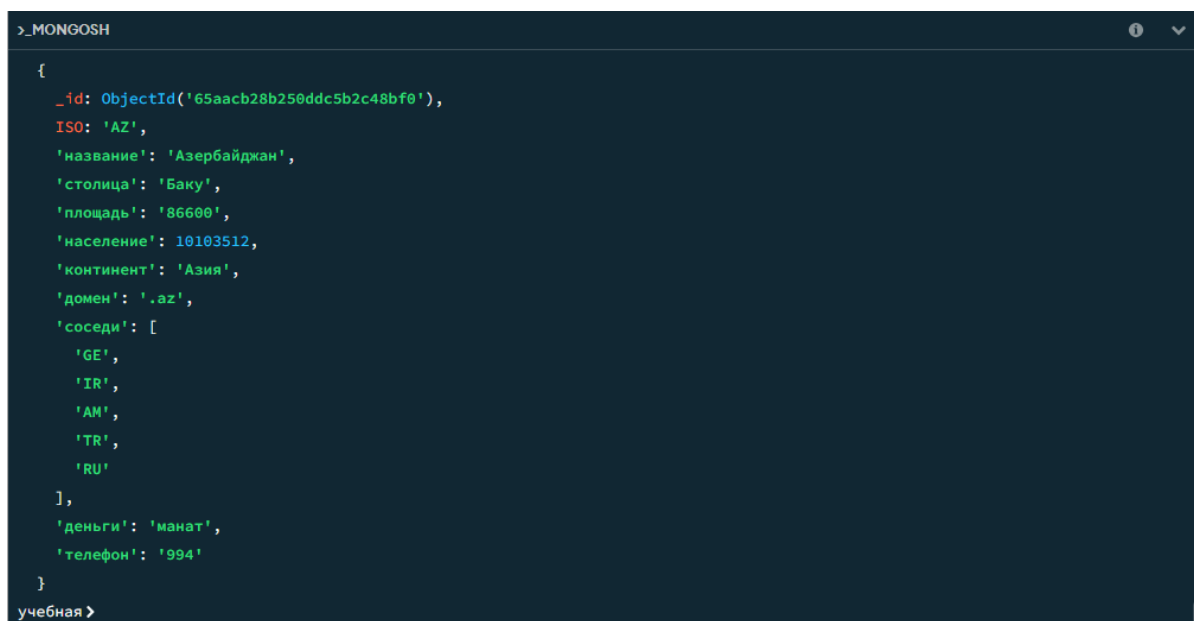 >_MONGOSH
{
_id: ObjectId('65aacb28b250ddc5b2c48bf0'),
ISO: 'AZ',
'название': 'Азербайджан',
'столица': 'Баку',
'площадь': '86600',
'население': 10103512,
'континент': 'Азия',
'домен': '.az',
'соседи': [
'GE',
'IR',
'AM',
'TR',
'RU'
],
'деньги': 'манат',
'телефон': '994'
}
учебная>